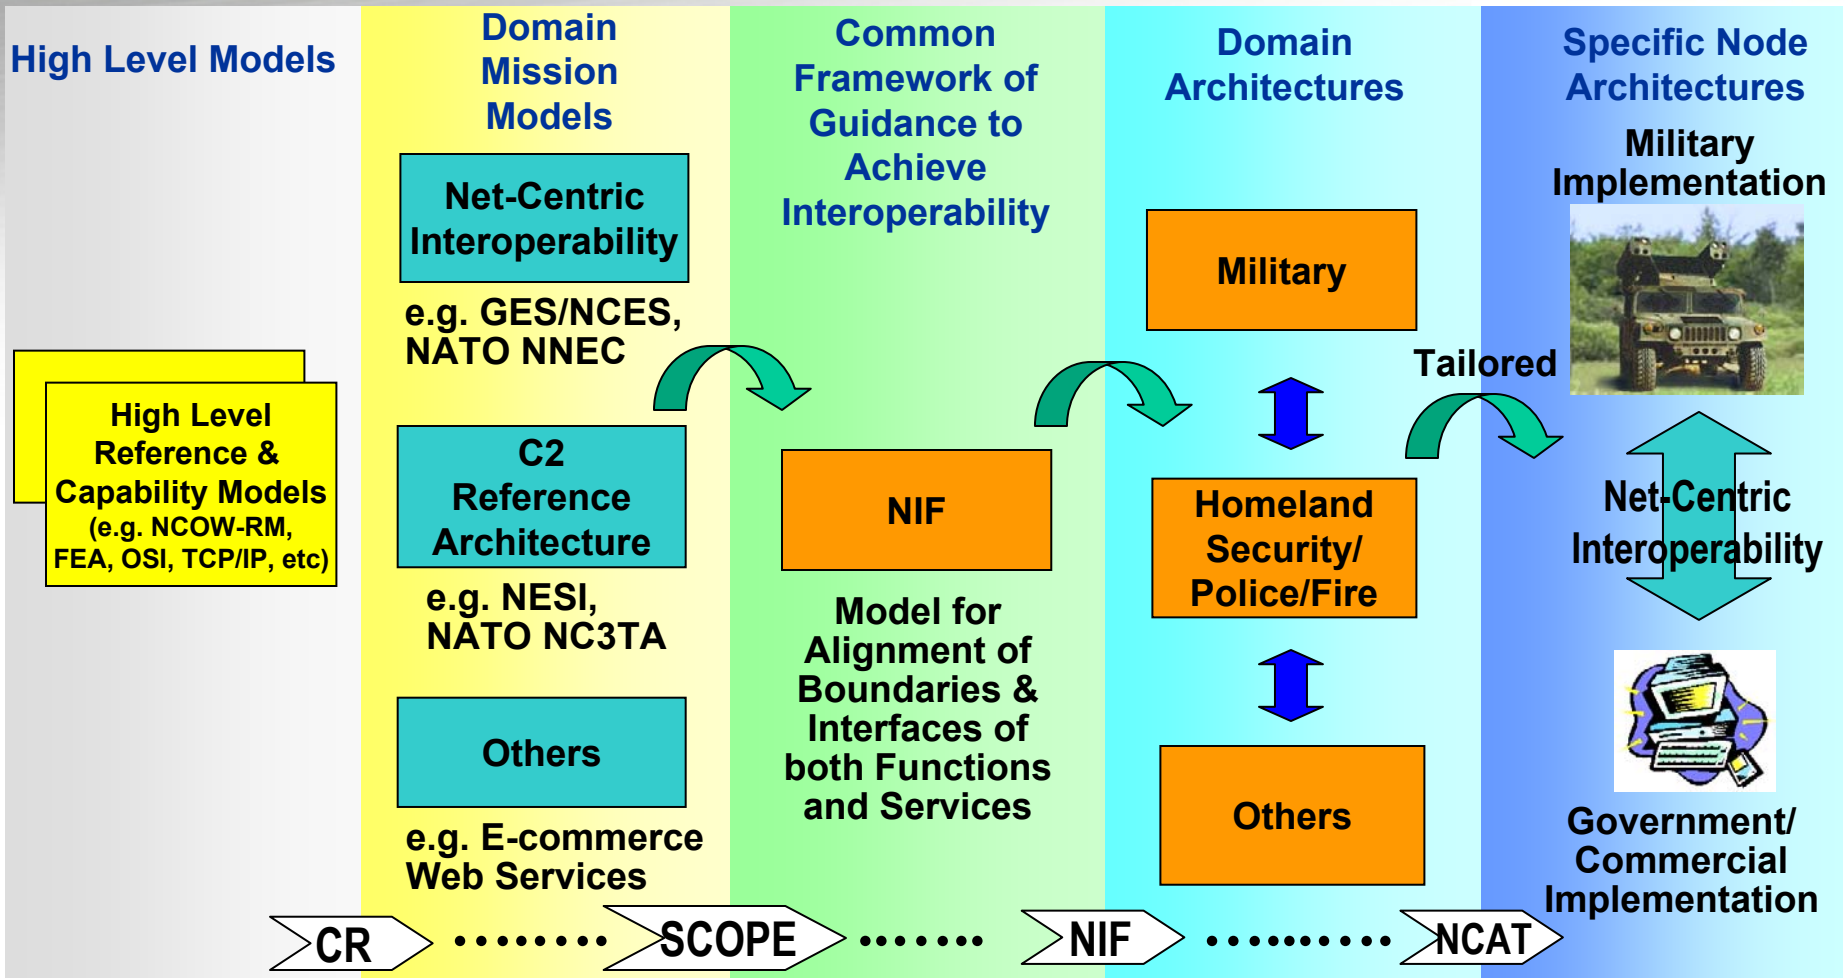 High Level Models
High Level
Reference &
Capability Models
(e.g. NCOW-RM,
FEA, OSI, TCP/IP, etc)
Domain
Mission
Models
Net-Centric
Interoperability
e.g. GES/NCES,
NATO NNEC
C2
Reference
Architecture
e.g. NESI,
NATO NC3TA
Others
e.g. E-commerce
Web Services
Common
Framework of
Guidance to
Achieve
Interoperability
NIF
Model for
Alignment of
Boundaries &
Interfaces of
both Functions
and Services
Domain
Architectures
Military
Homeland
Security/
Police/Fire
Others
Tailored
Specific Node
Architectures
Military
Implementation
Net-Centric
Interoperability
Government/
Commercial
Implementation
CR
SCOPE
NIF
NCAT